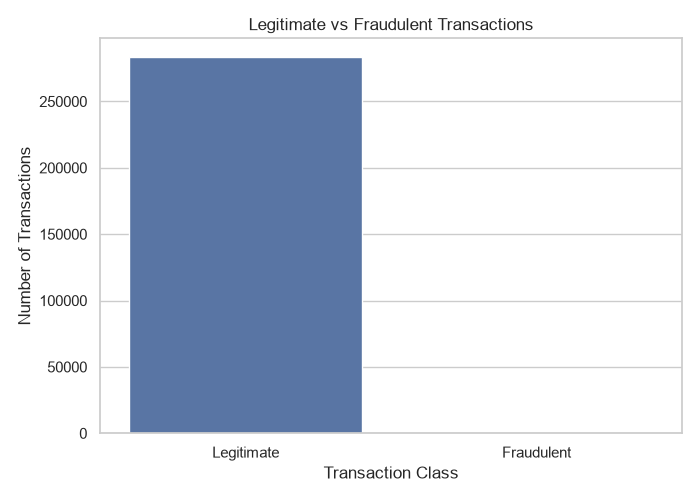 Legitimate vs Fraudulent Transactions
Number of Transactions
250000
200000
150000
100000
50000
0
Legitimate Fraudulent
Transaction Class